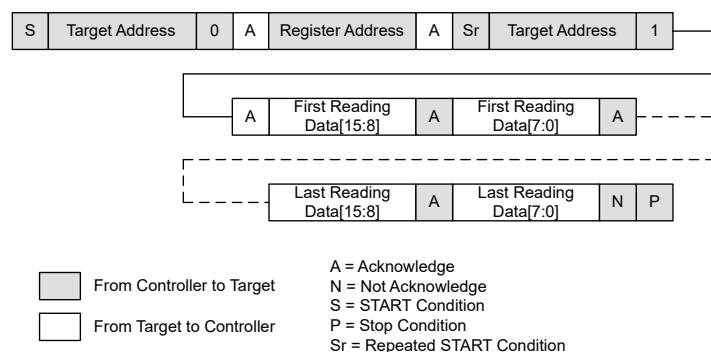 S Target Address 0 A Register Address A Sr Target Address 1
A First Reading Data[15:8] A First Reading Data[7:0] A
Last Reading Data[15:8] A Last Reading Data[7:0] N P
From Controller to Target
From Target to Controller
A = Acknowledge
N = Not Acknowledge
S = START Condition
P = Stop Condition
Sr = Repeated START Condition